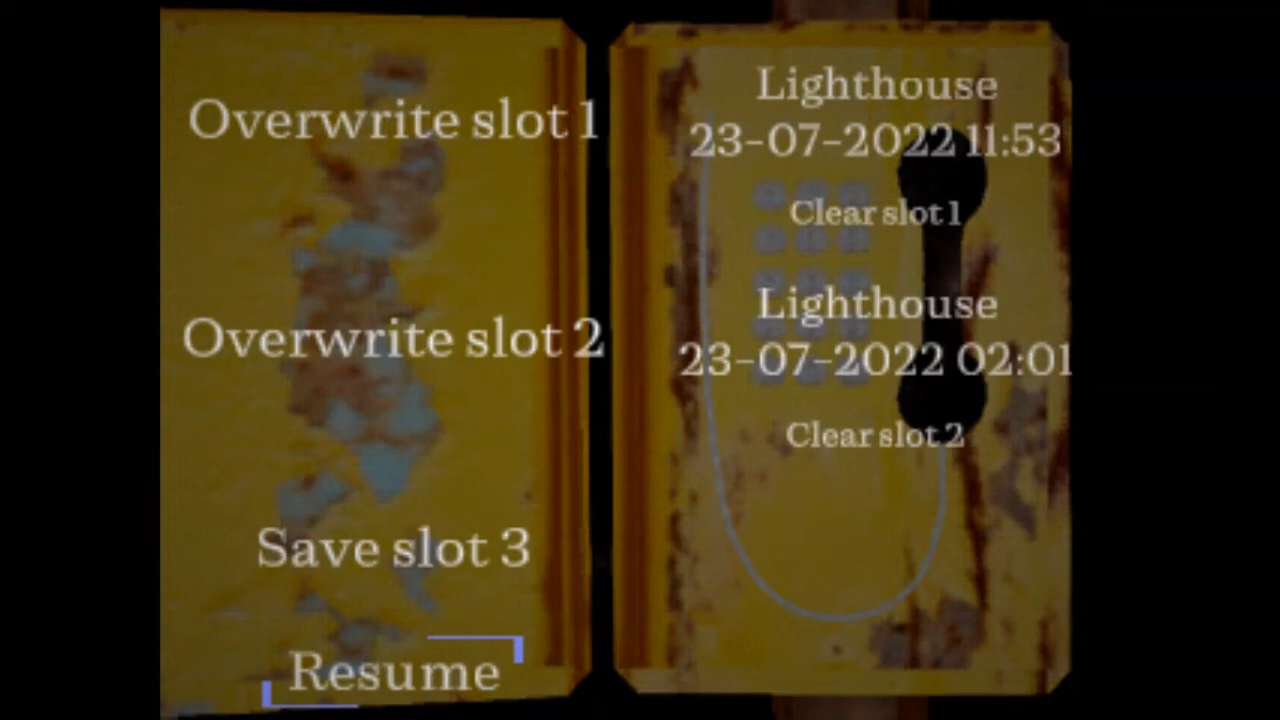 Overwrite slot 1
Lighthouse
23-07-2022 11:53
Clear slot 1
Overwrite slot 2
Lighthouse
23-07-2022 02:01
Clear slot 2
Save slot 3
Resume